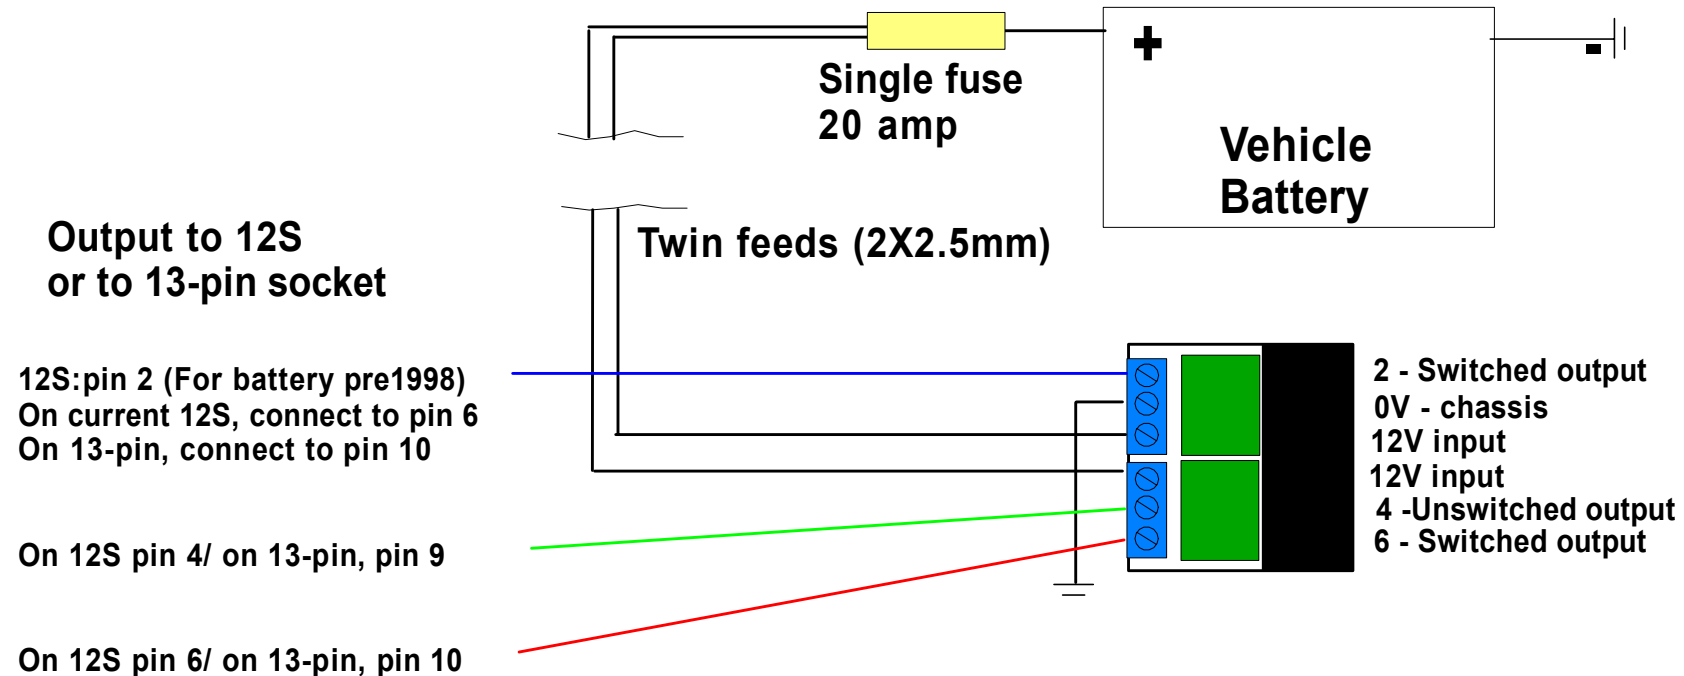 +
-
Single fuse
20 amp
Vehicle
Battery
Output to 12S
or to 13-pin socket
Twin feeds (2X2.5mm)
12S:pin 2 (For battery pre1998)
On current 12S, connect to pin 6
On 13-pin, connect to pin 10
On 12S pin 4/ on 13-pin, pin 9
On 12S pin 6/ on 13-pin, pin 10
2 - Switched output
0V - chassis
12V input
12V input
4 -Unswitched output
6 - Switched output